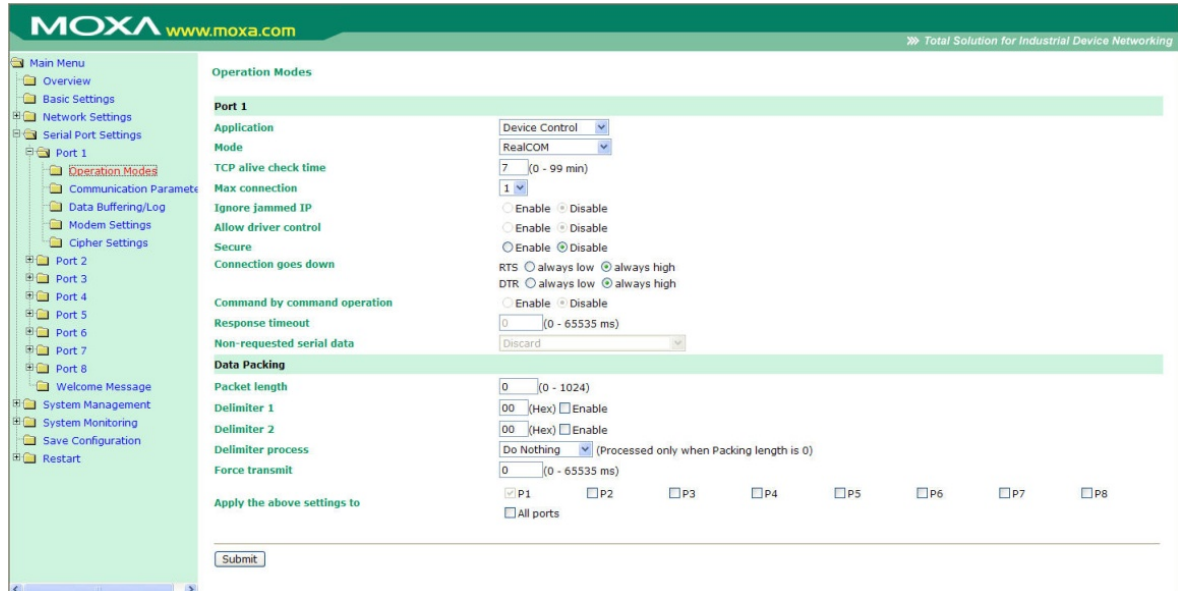 MOXA www.moxa.com
Total Solution for Industrial Device Networking
Main Menu
Overview
Basic Settings
Network Settings
Serial Port Settings
Port 1
Operation Modes
Communication Paramete
Data Buffering/Log
Modem Settings
Cipher Settings
Port 2
Port 3
Port 4
Port 5
Port 6
Port 7
Port 8
Welcome Message
System Management
System Monitoring
Save Configuration
Restart
Operation Modes
Port 1
Application Device Control
Mode RealCOM
TCP alive check time 7 (0 - 99 min)
Max connection 1
Ignore jammed IP Enable Disable
Allow driver control Enable Disable
Secure Enable Disable
Connection goes down RTS always low always high
DTR always low always high
Command by command operation Enable Disable
Response timeout 0 (0 - 65535 ms)
Non-requested serial data Discard
Data Packing
Packet length 0 (0 - 1024)
Delimiter 1 00 (Hex) Enable
Delimiter 2 00 (Hex) Enable
Delimiter process Do Nothing (Processed only when Packing length is 0)
Force transmit 0 (0 - 65535 ms)
Apply the above settings to P1 P2 P3 P4 P5 P6 P7 P8
All ports
Submit